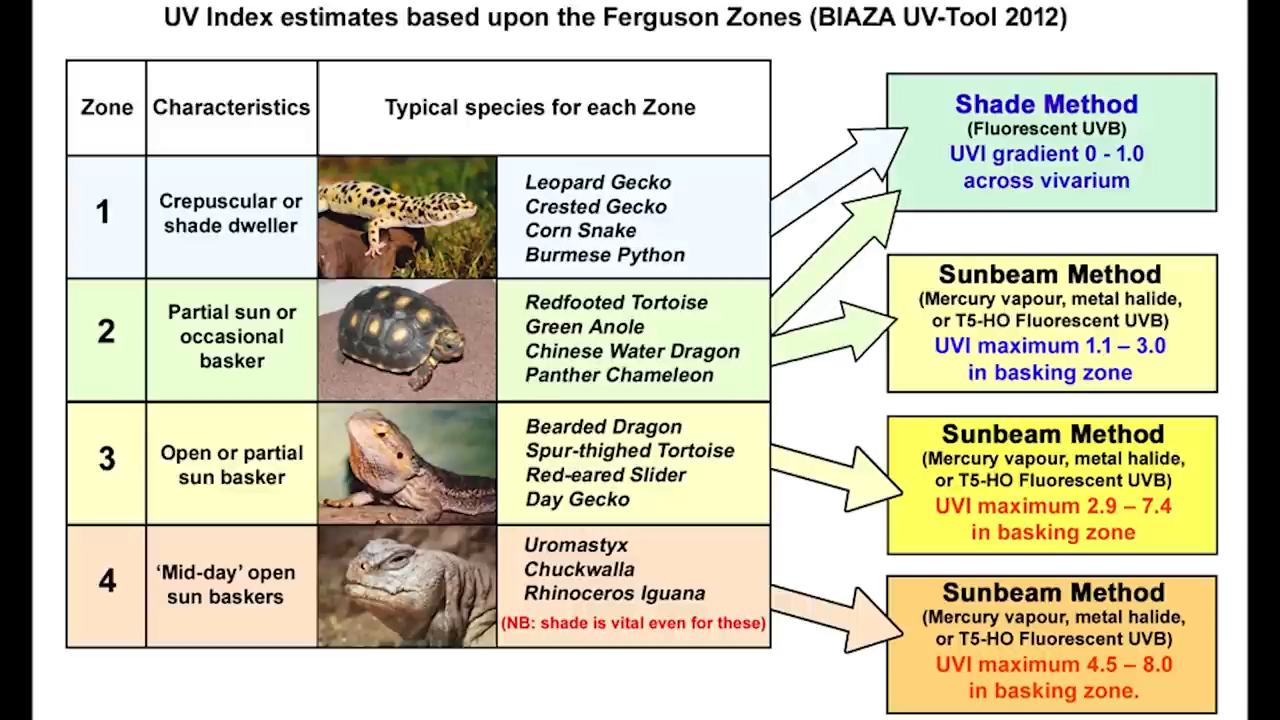 UV Index estimates based upon the Ferguson Zones (BIAZA UV-Tool 2012)
Zone
Characteristics
Typical species for each Zone
1
Crepuscular or
shade dweller
Leopard Gecko
Crested Gecko
Corn Snake
Burmese Python
2
Partial sun or
occasional
basker
Redfooted Tortoise
Green Anole
Chinese Water Dragon
Panther Chameleon
3
Open or partial
sun basker
Bearded Dragon
Spur-thighed Tortoise
Red-eared Slider
Day Gecko
4
‘Mid-day’ open
sun baskers
Uromastyx
Chuckwalla
Rhinoceros Iguana
(NB: shade is vital even for these)
Shade Method
(Fluorescent UVB)
UVI gradient 0 - 1.0
across vivarium
Sunbeam Method
(Mercury vapour, metal halide,
or T5-HO Fluorescent UVB)
UVI maximum 1.1 – 3.0
in basking zone
Sunbeam Method
(Mercury vapour, metal halide,
or T5-HO Fluorescent UVB)
UVI maximum 2.9 – 7.4
in basking zone
Sunbeam Method
(Mercury vapour, metal halide,
or T5-HO Fluorescent UVB)
UVI maximum 4.5 – 8.0
in basking zone.